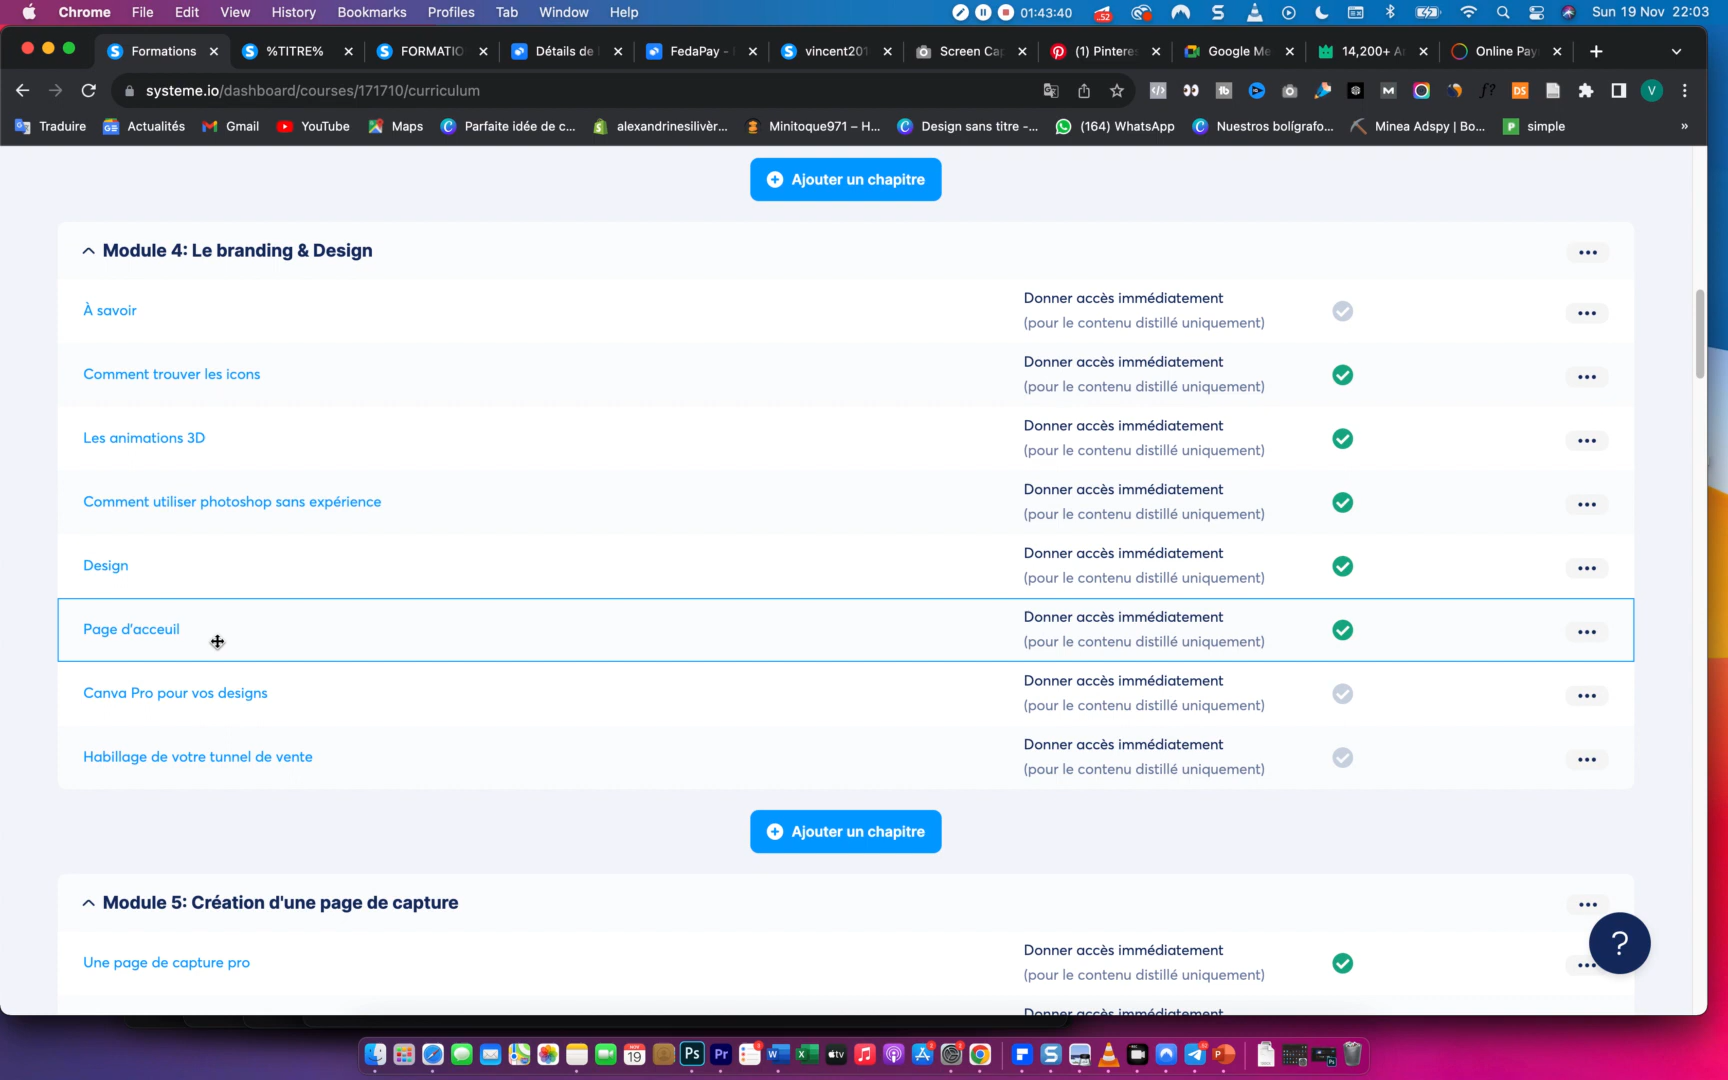 Chrome File Edit View History Bookmarks Profiles Tab Window Help 01:43:40 Sun 19 Nov 22:03
Formations %TITRE% FORMATIO Détails de FedaPay - vincent201 Screen Cap (1) Pinteres Google Me 14,200+ A Online Pay
systeme.io/dashboard/courses/171710/curriculum
Traduire Actualités Gmail YouTube Maps Parfaite idée de c... alexandrinesilivèr... Minitoque971 – H... Design sans titre -... (164) WhatsApp Nuestros bolígrafo... Minea Adspy | Bo... simple »
Ajouter un chapitre
Module 4: Le branding & Design
À savoir
Donner accès immédiatement
(pour le contenu distillé uniquement)
Comment trouver les icons
Donner accès immédiatement
(pour le contenu distillé uniquement)
Les animations 3D
Donner accès immédiatement
(pour le contenu distillé uniquement)
Comment utiliser photoshop sans expérience
Donner accès immédiatement
(pour le contenu distillé uniquement)
Design
Donner accès immédiatement
(pour le contenu distillé uniquement)
Page d'acceuil
Donner accès immédiatement
(pour le contenu distillé uniquement)
Canva Pro pour vos designs
Donner accès immédiatement
(pour le contenu distillé uniquement)
Habillage de votre tunnel de vente
Donner accès immédiatement
(pour le contenu distillé uniquement)
Ajouter un chapitre
Module 5: Création d'une page de capture
Une page de capture pro
Donner accès immédiatement
(pour le contenu distillé uniquement)
Donner accès immédiatement
?